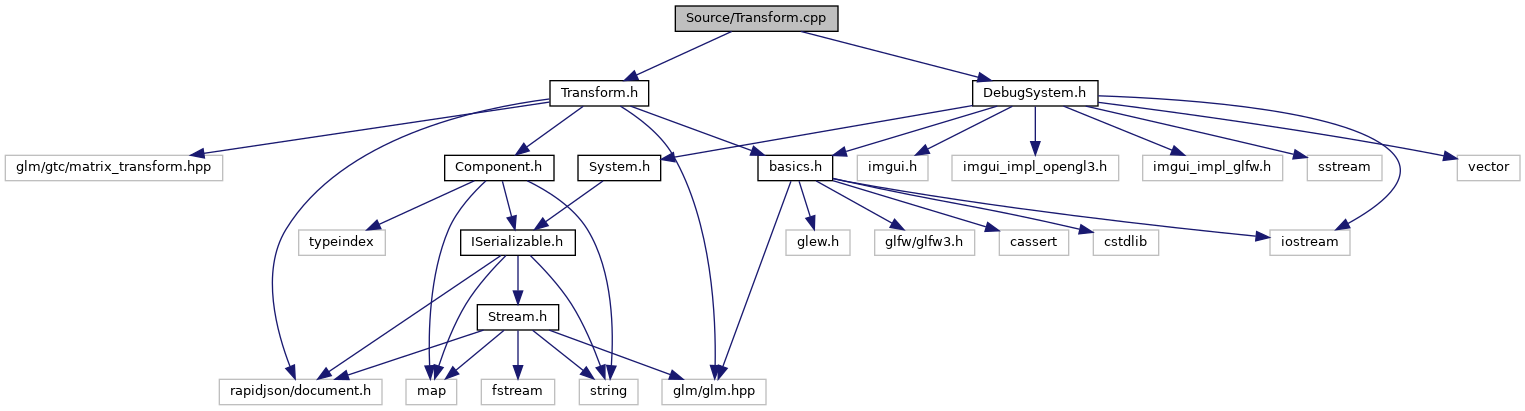 Source/Transform.cpp
Transform.h
DebugSystem.h
glm/gtc/matrix_transform.hpp
Component.h
System.h
basics.h
imgui.h
imgui_impl_opengl3.h
imgui_impl_glfw.h
sstream
vector
typeindex
ISerializable.h
glew.h
glfw/glfw3.h
cassert
cstdlib
iostream
Stream.h
rapidjson/document.h
map
fstream
string
glm/glm.hpp